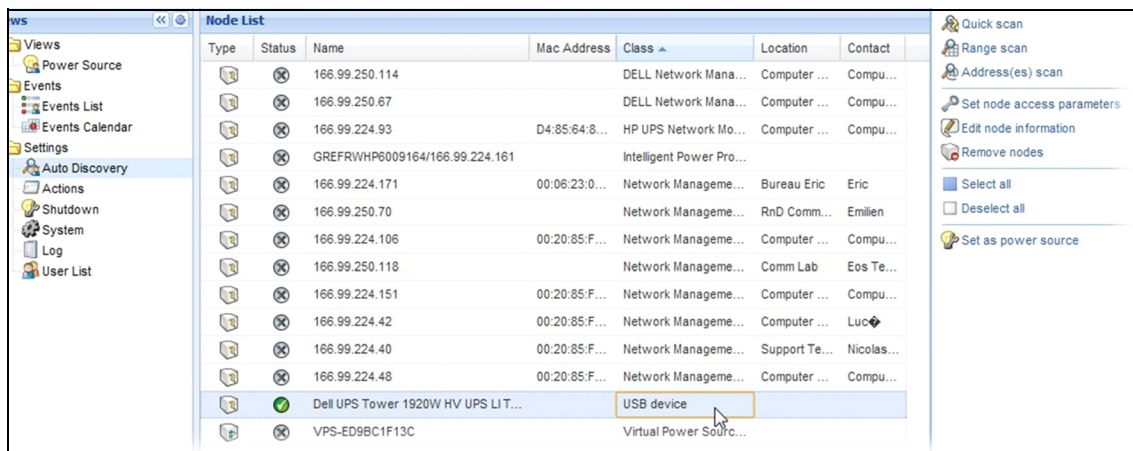 ws
Views
Power Source
Events
Events List
Events Calendar
Settings
Auto Discovery
Actions
Shutdown
System
Log
User List
Node List
Type Status Name Mac Address Class Location Contact
166.99.250.114 DELL Network Mana... Computer ... Compu...
166.99.250.67 DELL Network Mana... Computer ... Compu...
166.99.224.93 D4:85:64:8... HP UPS Network Mo... Computer ... Compu...
GREFRWHP6009164/166.99.224.161 Intelligent Power Pro...
166.99.224.171 00:06:23:0... Network Manageme... Bureau Eric Eric
166.99.250.70 Network Manageme... RnD Comm... Emilien
166.99.224.106 00:20:85:F... Network Manageme... Computer ... Compu...
166.99.250.118 Network Manageme... Comm Lab Eos Te...
166.99.224.151 00:20:85:F... Network Manageme... Computer ... Compu...
166.99.224.42 00:20:85:F... Network Manageme... Computer ... Luc�
166.99.224.40 00:20:85:F... Network Manageme... Support Te... Nicolas...
166.99.224.48 00:20:85:F... Network Manageme... Computer ... Compu...
Dell UPS Tower 1920W HV UPS LI T... USB device
VPS-ED9BC1F13C Virtual Power Sourc...
Quick scan
Range scan
Address(es) scan
Set node access parameters
Edit node information
Remove nodes
Select all
Deselect all
Set as power source